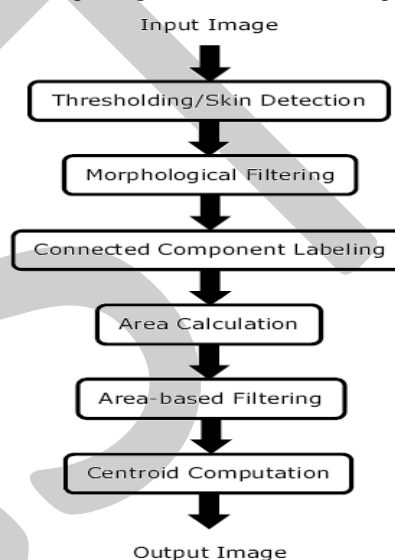 Input Image
Thresholding/Skin Detection
Morphological Filtering
Connected Component Labeling
Area Calculation
Area-based Filtering
Centroid Computation
Output Image